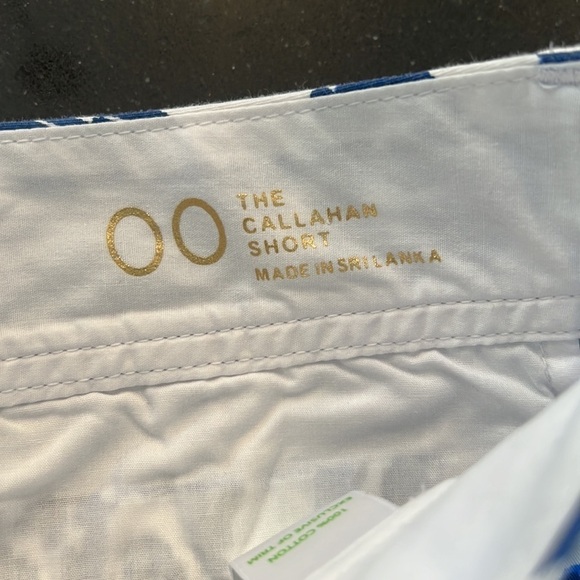 00
THE
CALLAHAN
SHORT
MADE IN SRI LANKA
100% COTTON
EXCLUSIVE OF TRIM